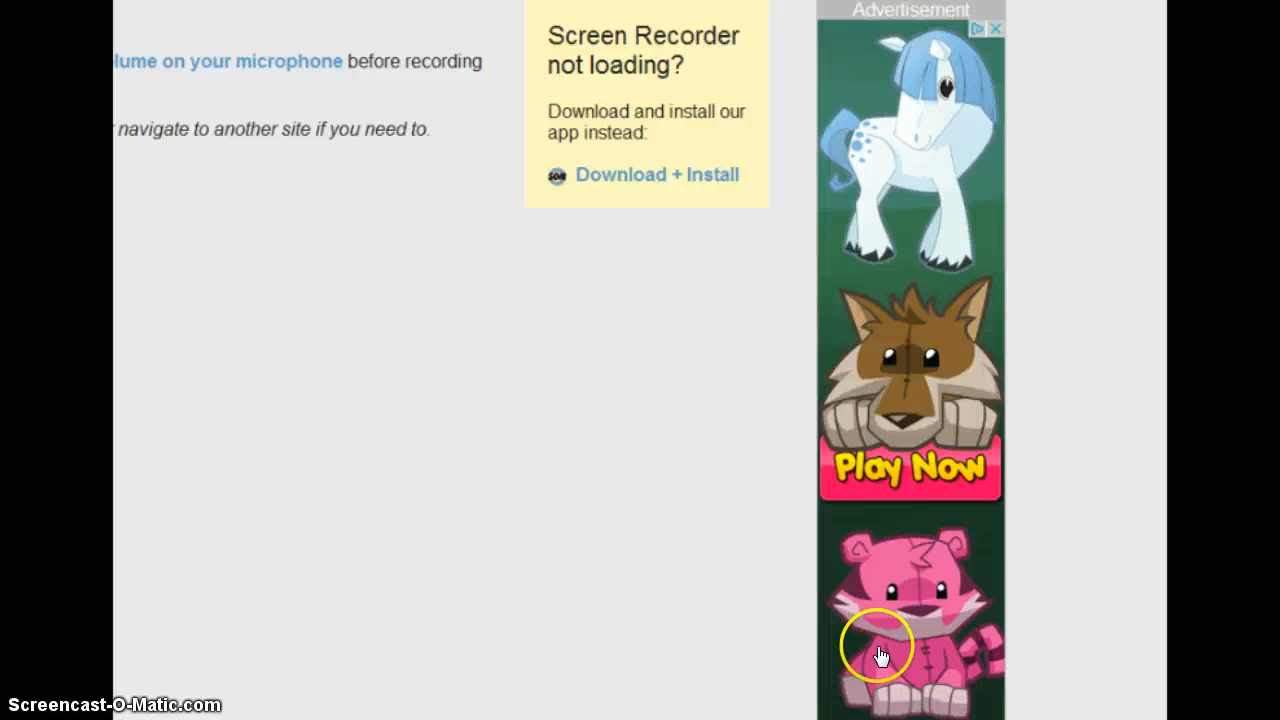 Advertisement
Screen Recorder
not loading?
lume on your microphone before recording
Download and install our
app instead:
navigate to another site if you need to.
SOM Download + Install
Play Now
Screencast-O-Matic.com